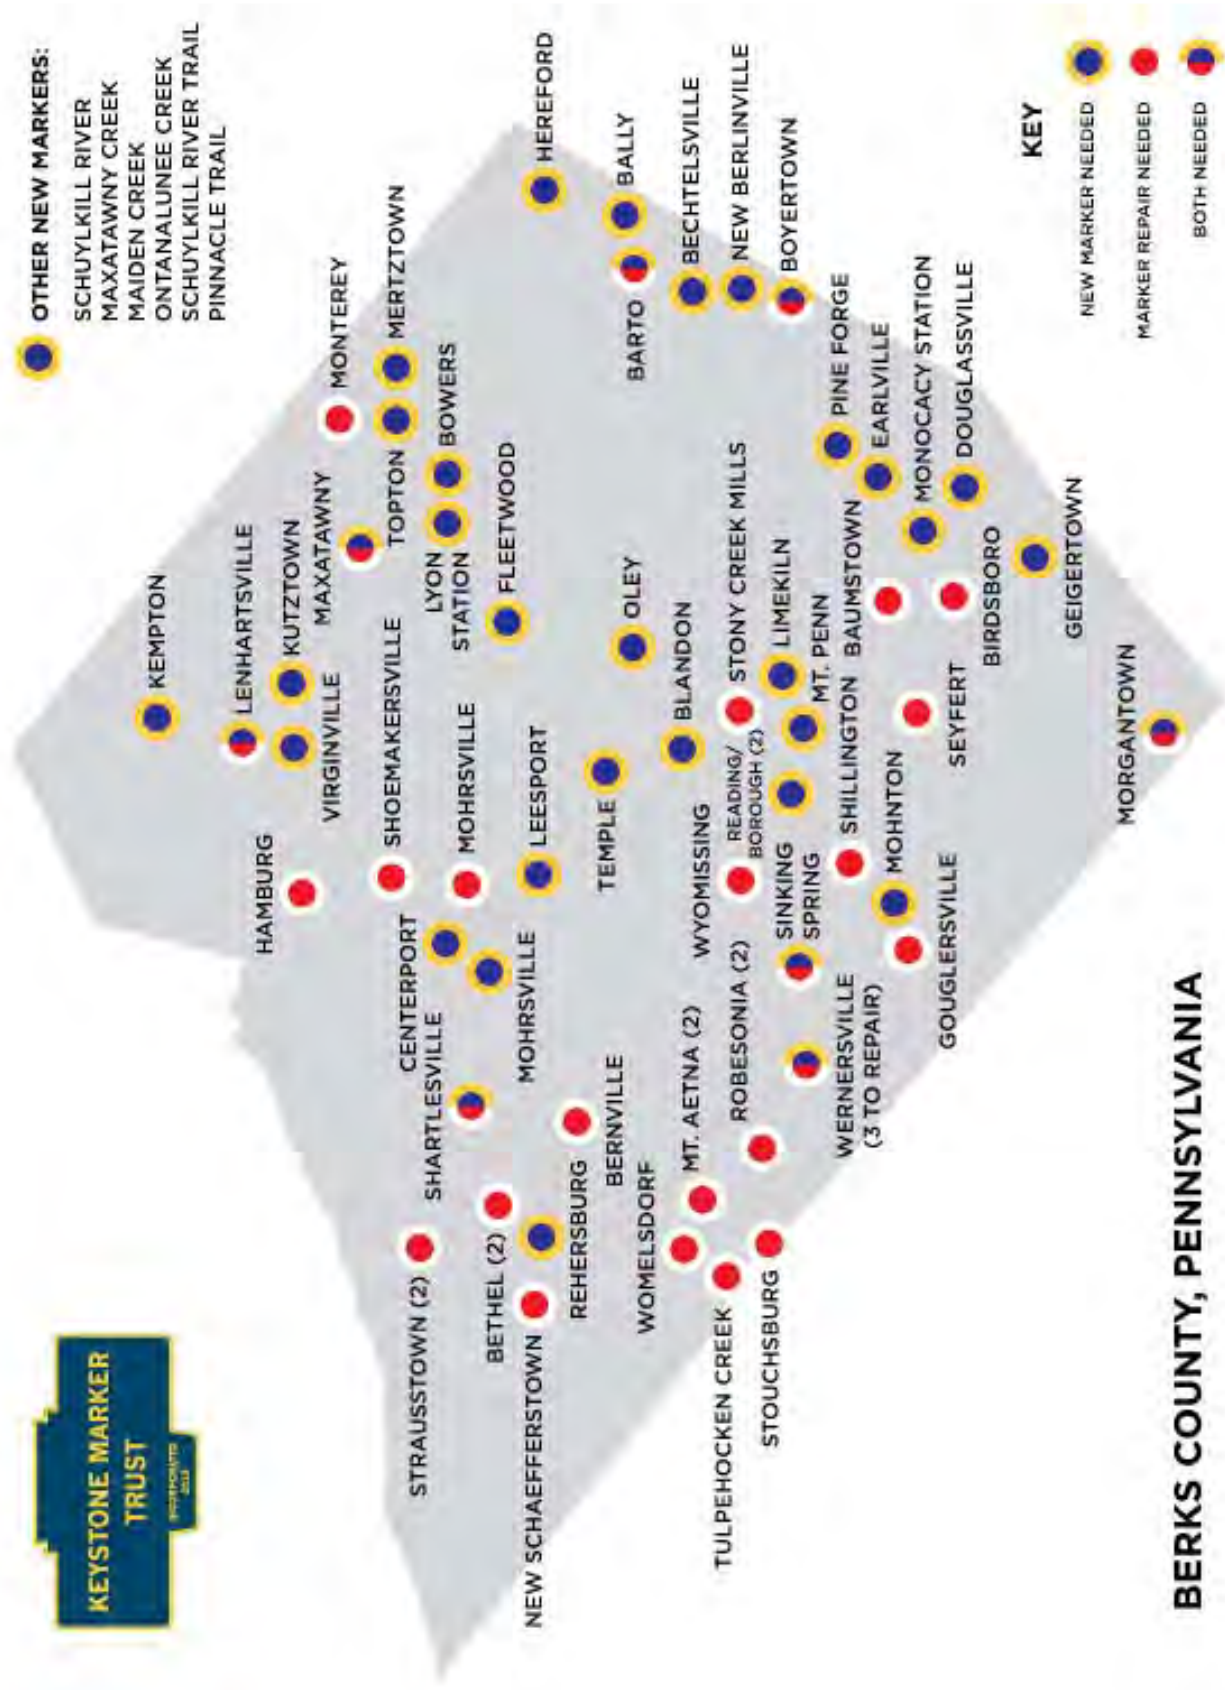 KEYSTONE MARKER
TRUST
INCORPORATED
OTHER NEW MARKERS:
SCHUYLKILL RIVER
MAXATAWNY CREEK
MAIDEN CREEK
ONTANALUNEE CREEK
SCHUYLKILL RIVER TRAIL
PINNACLE TRAIL
KEMPTON
LENHARTSVILLE
KUTZTOWN
VIRGINVILLE
HAMBURG
MONTEREY
MAXATAWNY
MERTZTOWN
TOPTON
SHOEMAKERSVILLE
BOWERS
LYON
STATION
MOHRSVILLE
CENTERPORT
SHARTLESVILLE
STRAUSSTOWN (2)
FLEETWOOD
LEESPORT
MOHRSVILLE
BETHEL (2)
NEW SCHAEFFERSTOWN
HEREFORD
REHERSBURG
BERNVILLE
TEMPLE
OLEY
BALLY
BARTO
WOMELSDORF
MT. AETNA (2)
BLANDON
BECHTELSVILLE
WYOMISSING
READING/
BOROUGH (2)
STONY CREEK MILLS
NEW BERLINVILLE
TULPEHOCKEN CREEK
ROBESONIA (2)
STOUCHSBURG
SINKING
SPRING
LIMEKILN
MT. PENN
BOYERTOWN
PINE FORGE
WERNERSVILLE
(3 TO REPAIR)
SHILLINGTON
BAUMSTOWN
EARLVILLE
MOHNTON
MONOCACY STATION
GOUGLERSVILLE
SEYFERT
BIRDSBORO
DOUGLASSVILLE
GEIGERTOWN
MORGANTOWN
KEY
NEW MARKER NEEDED
MARKER REPAIR NEEDED
BOTH NEEDED
BERKS COUNTY, PENNSYLVANIA